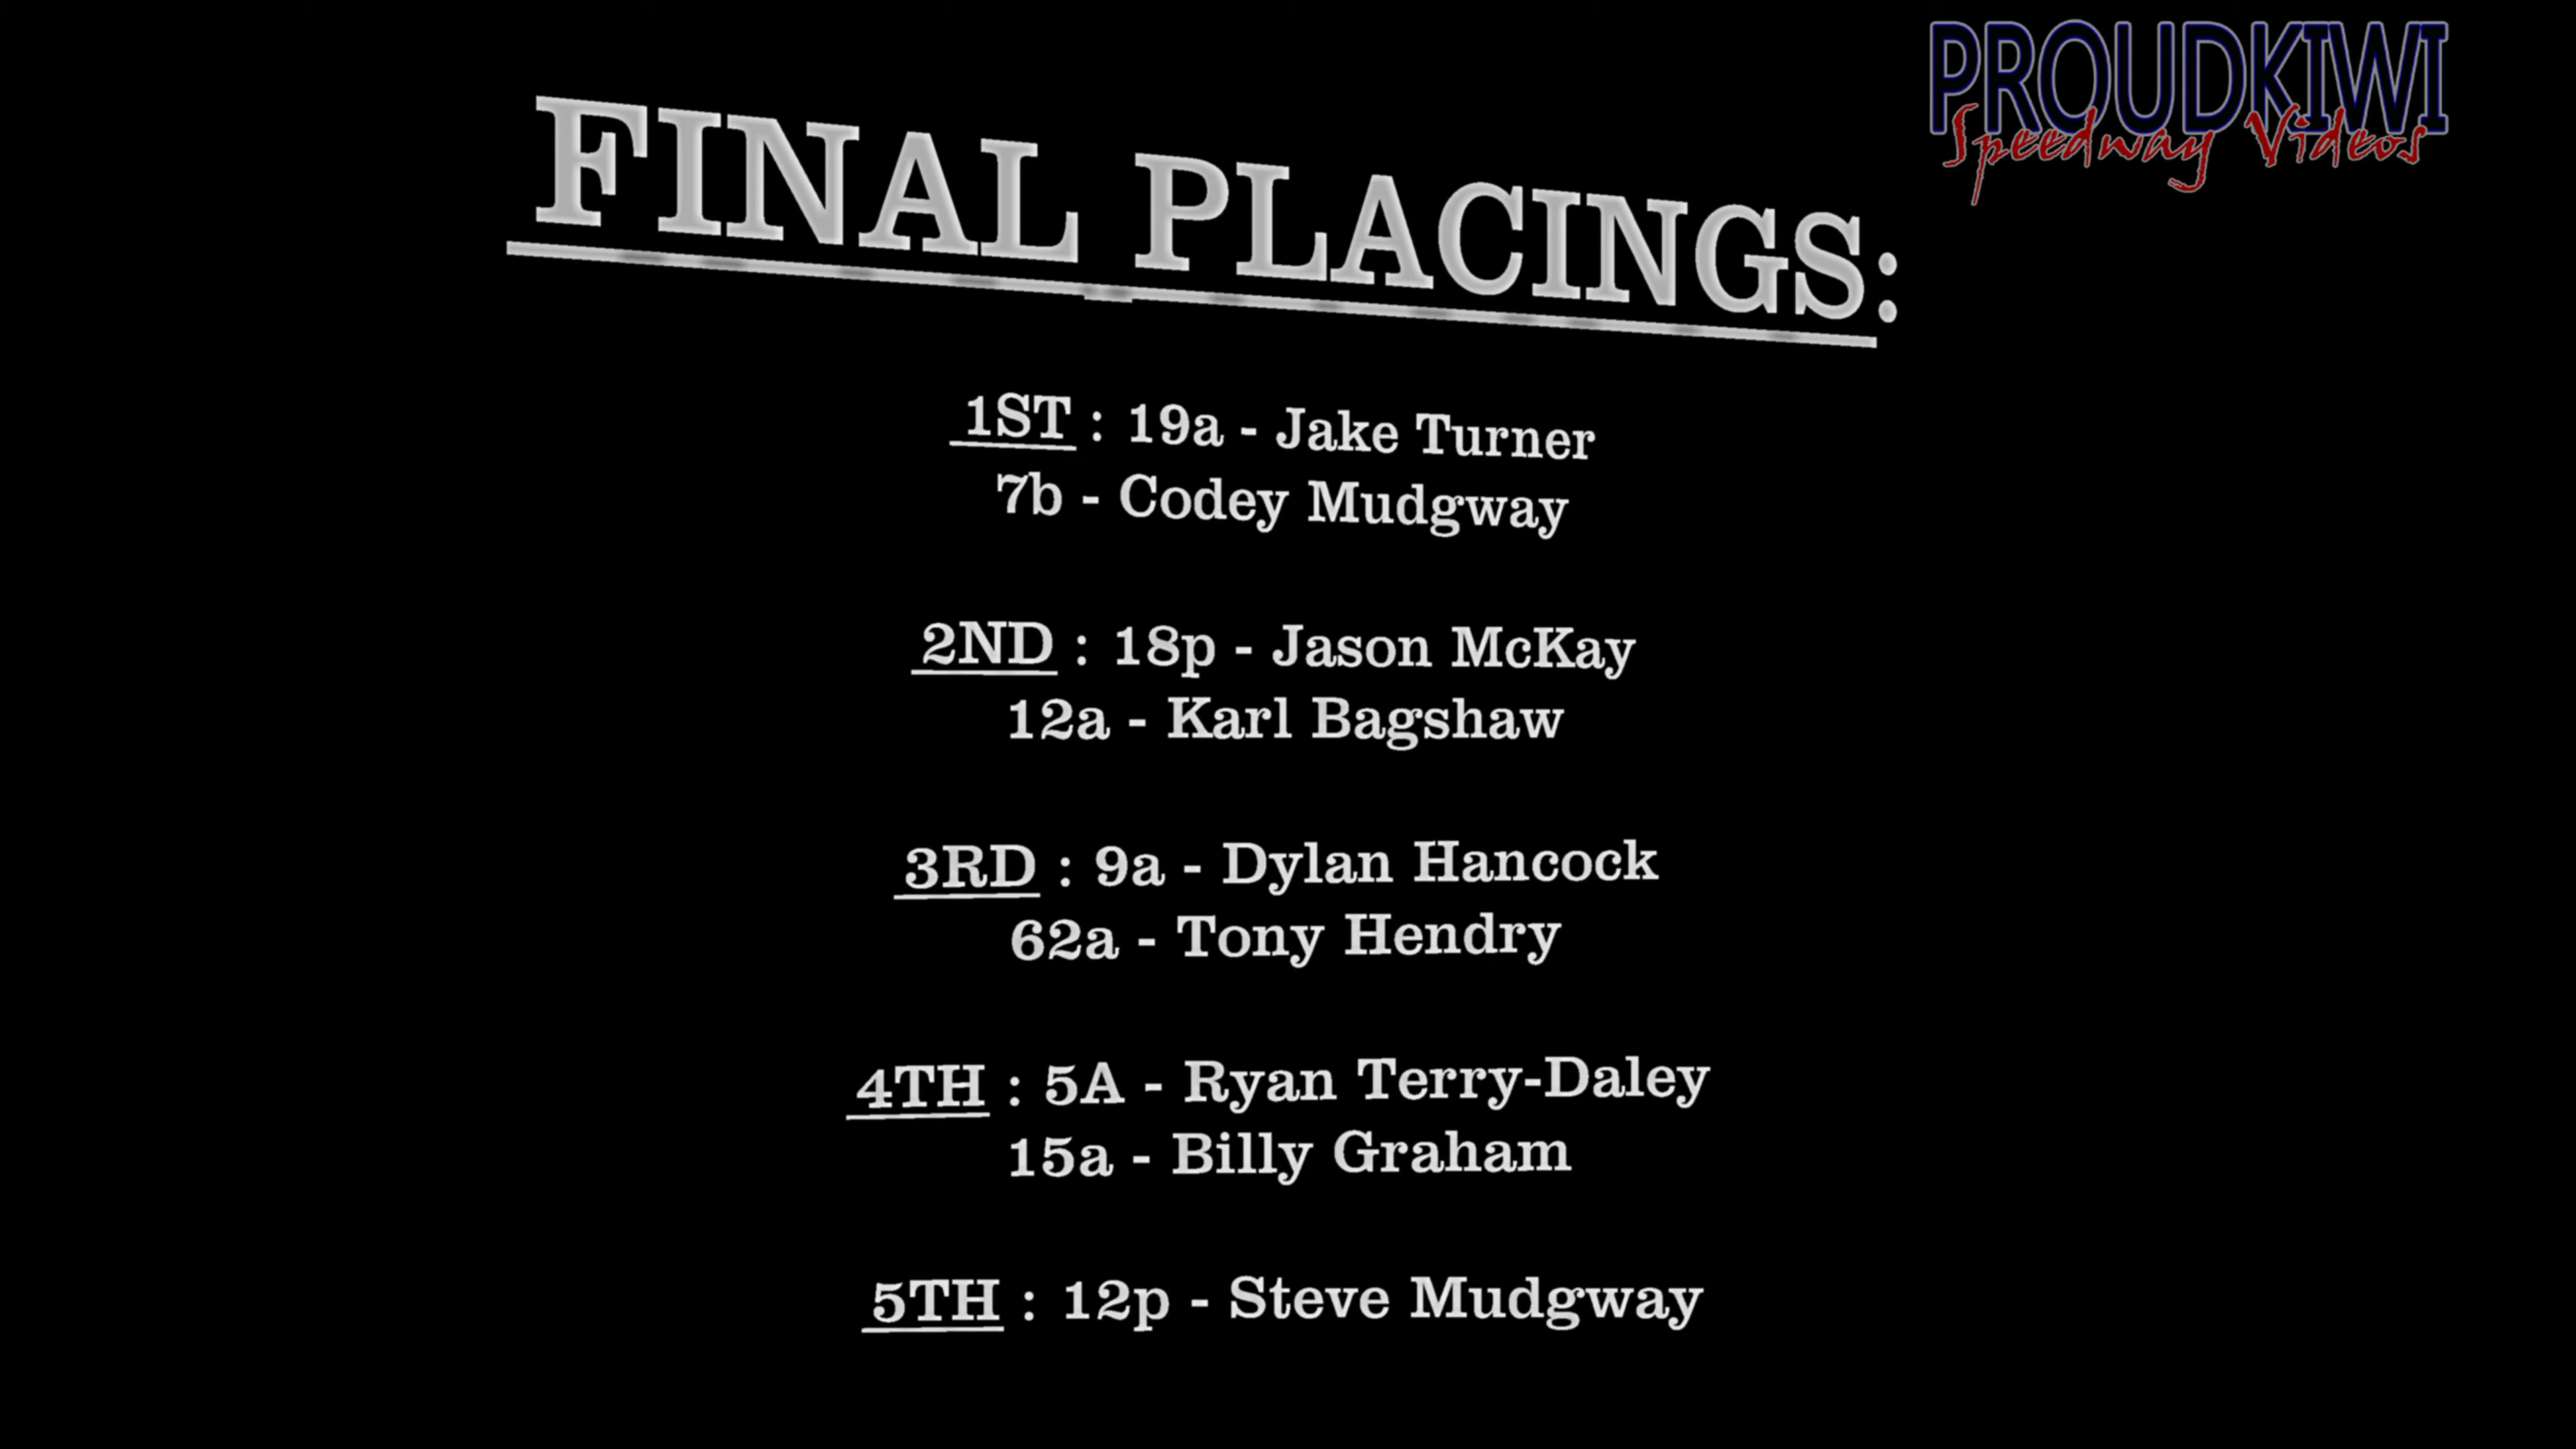 PROUDKIWI
Speedway Videos
FINAL PLACINGS:
1ST : 19a - Jake Turner
7b - Codey Mudgway
2ND : 18p - Jason McKay
12a - Karl Bagshaw
3RD : 9a - Dylan Hancock
62a - Tony Hendry
4TH : 5A - Ryan Terry-Daley
15a - Billy Graham
5TH : 12p - Steve Mudgway